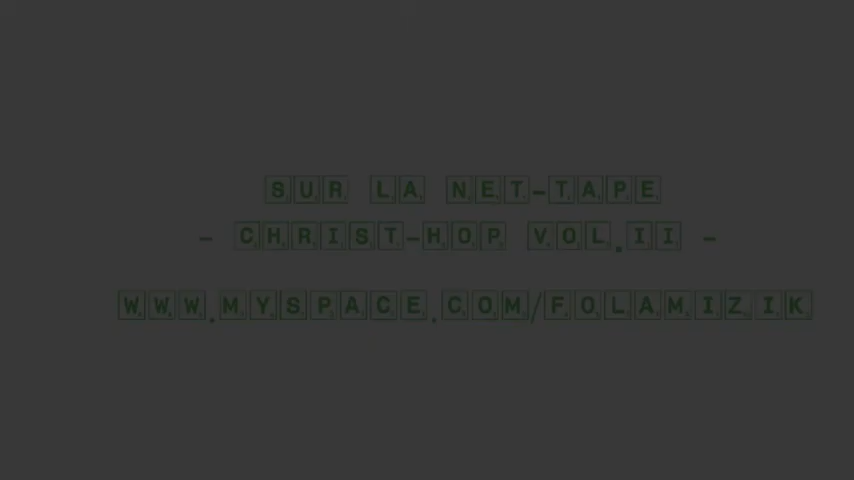 SUR LA NET-TAPE
- CHRIST-HOP VOL.II -
WWW.MYSPACE.COM/FOLAMIZIK